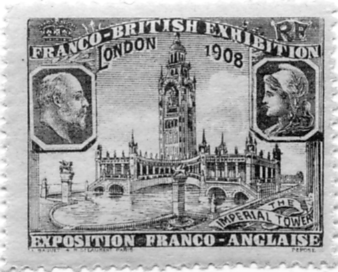 RF
FRANCO-BRITISH EXHIBITION
LONDON 1908
THE
IMPERIAL TOWER
EXPOSITION FRANCO-ANGLAISE